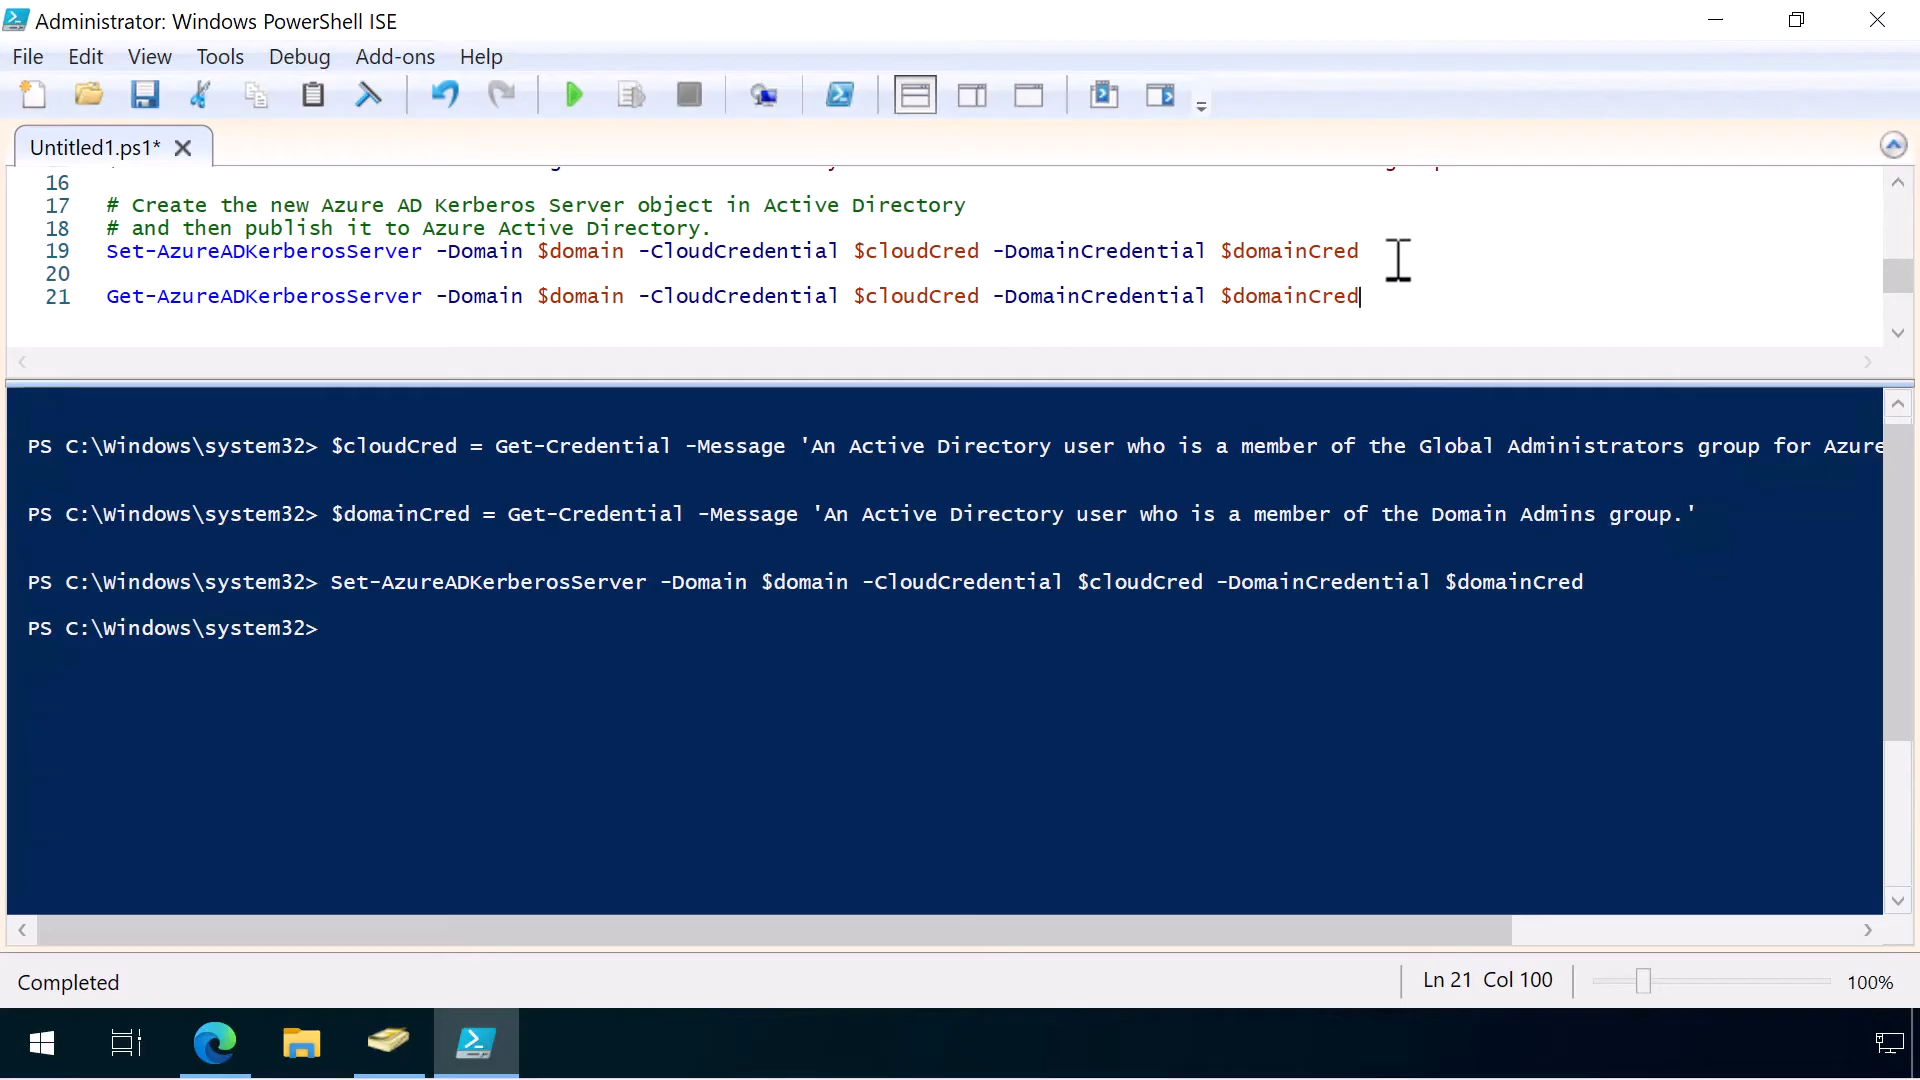 Administrator: Windows PowerShell ISE
File Edit View Tools Debug Add-ons Help
Untitled1.ps1*
16
17 # Create the new Azure AD Kerberos Server object in Active Directory
18 # and then publish it to Azure Active Directory.
19 Set-AzureADKerberosServer -Domain $domain -CloudCredential $cloudCred -DomainCredential $domainCred
20
21 Get-AzureADKerberosServer -Domain $domain -CloudCredential $cloudCred -DomainCredential $domainCred
PS C:\Windows\system32> $cloudCred = Get-Credential -Message 'An Active Directory user who is a member of the Global Administrators group for Azure
PS C:\Windows\system32> $domainCred = Get-Credential -Message 'An Active Directory user who is a member of the Domain Admins group.'
PS C:\Windows\system32> Set-AzureADKerberosServer -Domain $domain -CloudCredential $cloudCred -DomainCredential $domainCred
PS C:\Windows\system32>
Completed
Ln 21 Col 100
100%